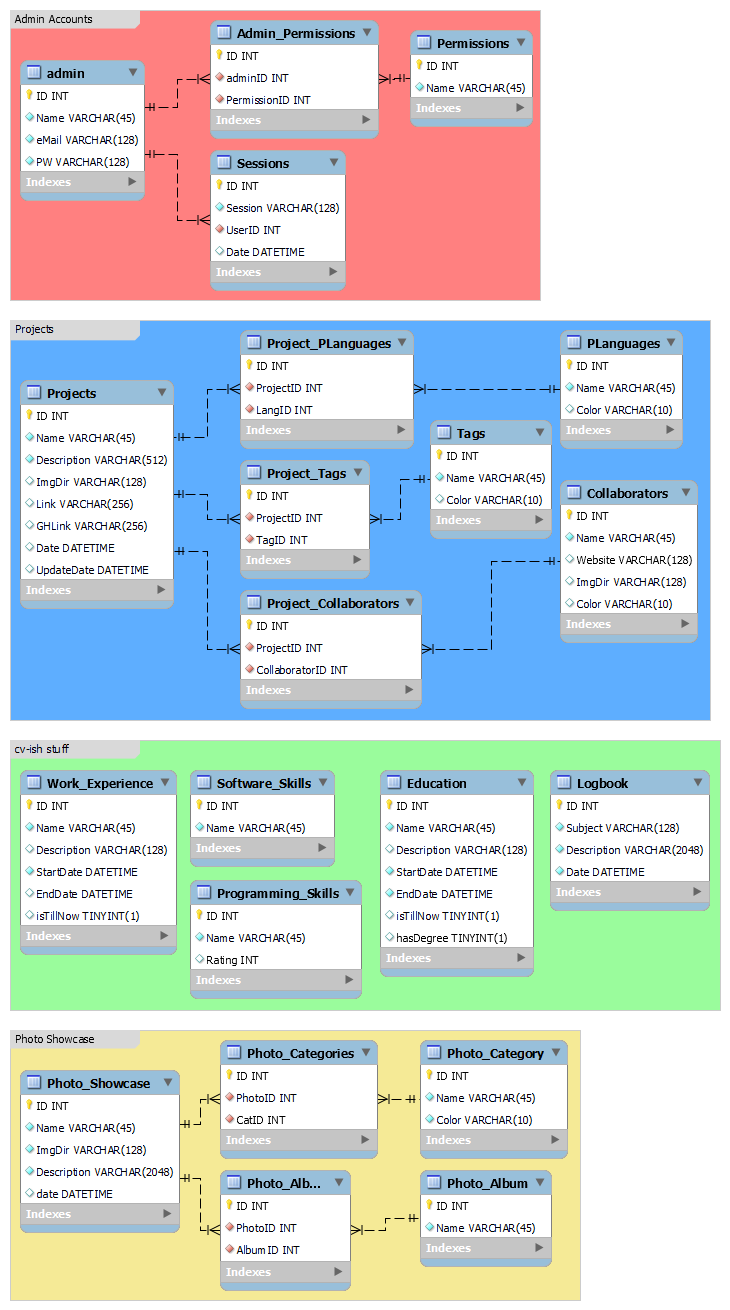 Admin Accounts
admin
ID INT
Name VARCHAR(45)
eMail VARCHAR(128)
PW VARCHAR(128)
Indexes
Admin_Permissions
ID INT
adminID INT
PermissionID INT
Indexes
Permissions
ID INT
Name VARCHAR(45)
Indexes
Sessions
ID INT
Session VARCHAR(128)
UserID INT
Date DATETIME
Indexes
Projects
Projects
ID INT
Name VARCHAR(45)
Description VARCHAR(512)
ImgDir VARCHAR(128)
Link VARCHAR(256)
GHLink VARCHAR(256)
Date DATETIME
UpdateDate DATETIME
Indexes
Project_PLanguages
ID INT
ProjectID INT
LangID INT
Indexes
PLanguages
ID INT
Name VARCHAR(45)
Color VARCHAR(10)
Indexes
Project_Tags
ID INT
ProjectID INT
TagID INT
Indexes
Tags
ID INT
Name VARCHAR(45)
Color VARCHAR(10)
Indexes
Project_Collaborators
ID INT
ProjectID INT
CollaboratorID INT
Indexes
Collaborators
ID INT
Name VARCHAR(45)
Website VARCHAR(128)
ImgDir VARCHAR(128)
Color VARCHAR(10)
Indexes
cv-ish stuff
Work_Experience
ID INT
Name VARCHAR(45)
Description VARCHAR(128)
StartDate DATETIME
EndDate DATETIME
isTillNow TINYINT(1)
Indexes
Software_Skills
ID INT
Name VARCHAR(45)
Indexes
Programming_Skills
ID INT
Name VARCHAR(45)
Rating INT
Indexes
Education
ID INT
Name VARCHAR(45)
Description VARCHAR(128)
StartDate DATETIME
EndDate DATETIME
isTillNow TINYINT(1)
hasDegree TINYINT(1)
Indexes
Logbook
ID INT
Subject VARCHAR(128)
Description VARCHAR(2048)
Date DATETIME
Indexes
Photo Showcase
Photo_Showcase
ID INT
Name VARCHAR(45)
ImgDir VARCHAR(128)
Description VARCHAR(2048)
date DATETIME
Indexes
Photo_Categories
ID INT
PhotoID INT
CatID INT
Indexes
Photo_Category
ID INT
Name VARCHAR(45)
Color VARCHAR(10)
Indexes
Photo_Alb...
ID INT
PhotoID INT
AlbumID INT
Indexes
Photo_Album
ID INT
Name VARCHAR(45)
Indexes